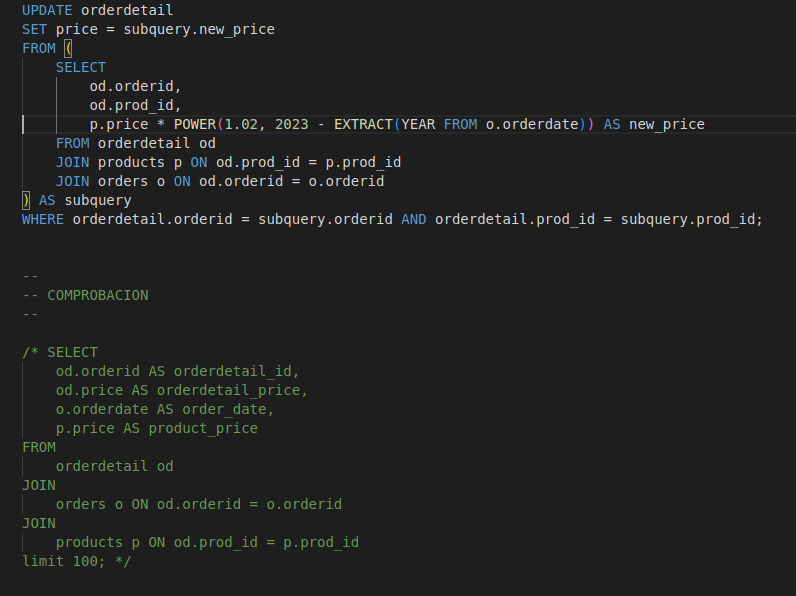 UPDATE orderdetail
SET price = subquery.new_price
FROM (
    SELECT
        od.orderid,
        od.prod_id,
        p.price * POWER(1.02, 2023 - EXTRACT(YEAR FROM o.orderdate)) AS new_price
    FROM orderdetail od
    JOIN products p ON od.prod_id = p.prod_id
    JOIN orders o ON od.orderid = o.orderid
) AS subquery
WHERE orderdetail.orderid = subquery.orderid AND orderdetail.prod_id = subquery.prod_id;
--
-- COMPROBACION
--
/* SELECT
    od.orderid AS orderdetail_id,
    od.price AS orderdetail_price,
    o.orderdate AS order_date,
    p.price AS product_price
FROM
    orderdetail od
JOIN
    orders o ON od.orderid = o.orderid
JOIN
    products p ON od.prod_id = p.prod_id
limit 100; */